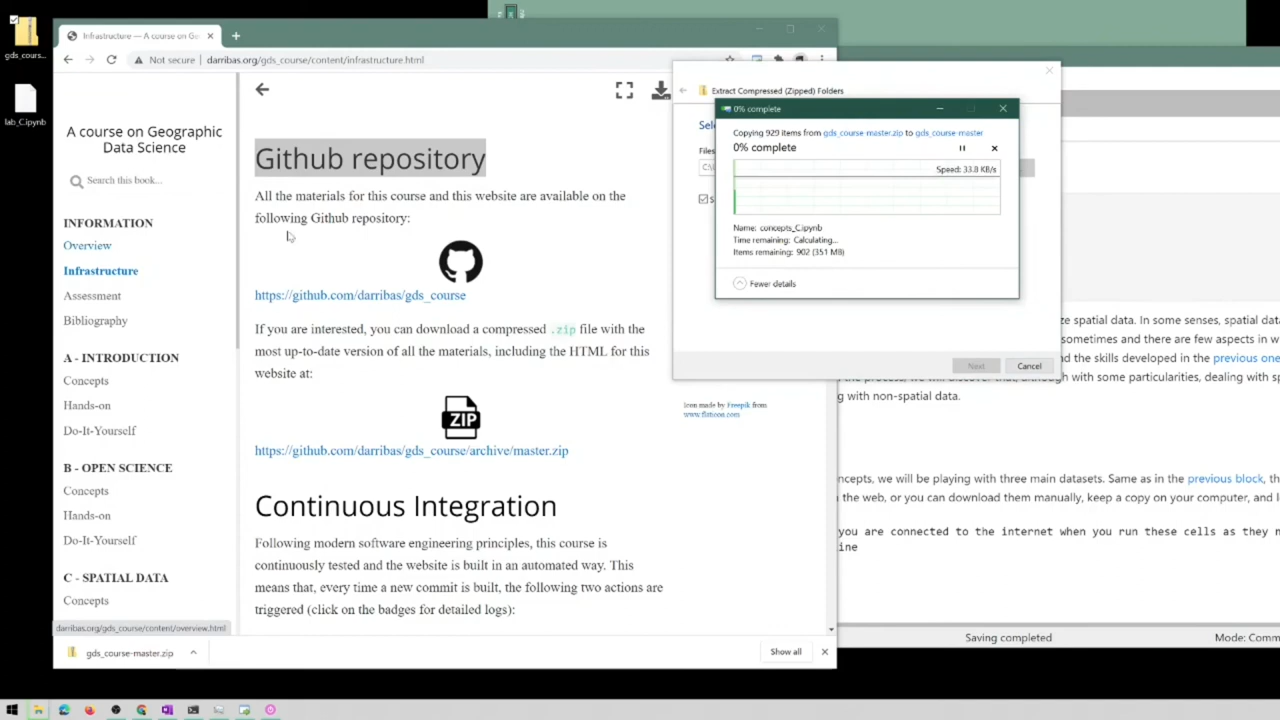 gds_cours...
lab_C.ipynb
Infrastructure — A course on Ge
Not secure
darribas.org/gds_course/content/infrastructure.html
A course on Geographic
Data Science
Search this book...
INFORMATION
Overview
Infrastructure
Assessment
Bibliography
A - INTRODUCTION
Concepts
Hands-on
Do-It-Yourself
B - OPEN SCIENCE
Concepts
Hands-on
Do-It-Yourself
C - SPATIAL DATA
Concepts
darribas.org/gds_course/content/overview.html
Github repository
All the materials for this course and this website are available on the
following Github repository:
https://github.com/darribas/gds_course
If you are interested, you can download a compressed .zip file with the
most up-to-date version of all the materials, including the HTML for this
website at:
ZIP
https://github.com/darribas/gds_course/archive/master.zip
Continuous Integration
Following modern software engineering principles, this course is
continuously tested and the website is built in an automated way. This
means that, every time a new commit is built, the following two actions are
triggered (click on the badges for detailed logs):
Icon made by Freepik from
www.flaticon.com
gds_course-master.zip
Show all
Extract Compressed (Zipped) Folders
Sele
Files
C:\
S
0% complete
Copying 929 items from gds_course-master.zip to gds_course-master
0% complete
Speed: 33.8 KB/s
Name: concepts_C.ipynb
Time remaining: Calculating...
Items remaining: 902 (351 MB)
Fewer details
Next
Cancel
ze spatial data. In some senses, spatial data
sometimes and there are few aspects in w
nd the skills developed in the previous one
the process, we will discover that, although with some particularities, dealing with sp
g with non-spatial data.
ncepts, we will be playing with three main datasets. Same as in the previous block, th
the web, or you can download them manually, keep a copy on your computer, and l
you are connected to the internet when you run these cells as they n
ine
Saving completed
Mode: Comm